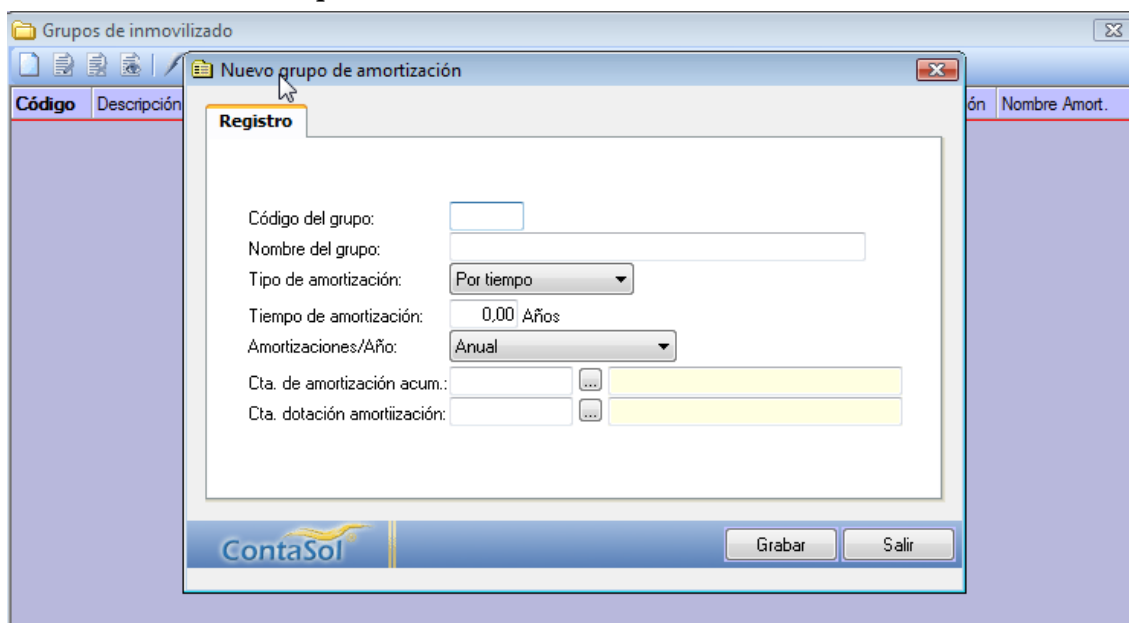 Grupos de inmovilizado
Nuevo grupo de amortización
Código Descripción ón Nombre Amort.
Registro
Código del grupo:
Nombre del grupo:
Tipo de amortización: Por tiempo
Tiempo de amortización: 0,00 Años
Amortizaciones/Año: Anual
Cta. de amortización acum.: ...
Cta. dotación amortiización: ...
ContaSol Grabar Salir